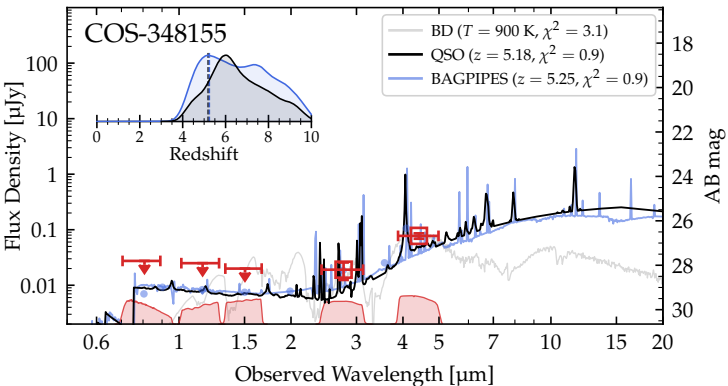 COS-348155
BD (T = 900 K, χ² = 3.1)
QSO (z = 5.18, χ² = 0.9)
BAGPIPES (z = 5.25, χ² = 0.9)
100
10
1
0.1
0.01
Flux Density [μJy]
0 2 4 6 8 10
Redshift
18
20
22
24
26
28
30
AB mag
0.6 1 2 3 4 5 6 7 10 15 20
Observed Wavelength [μm]